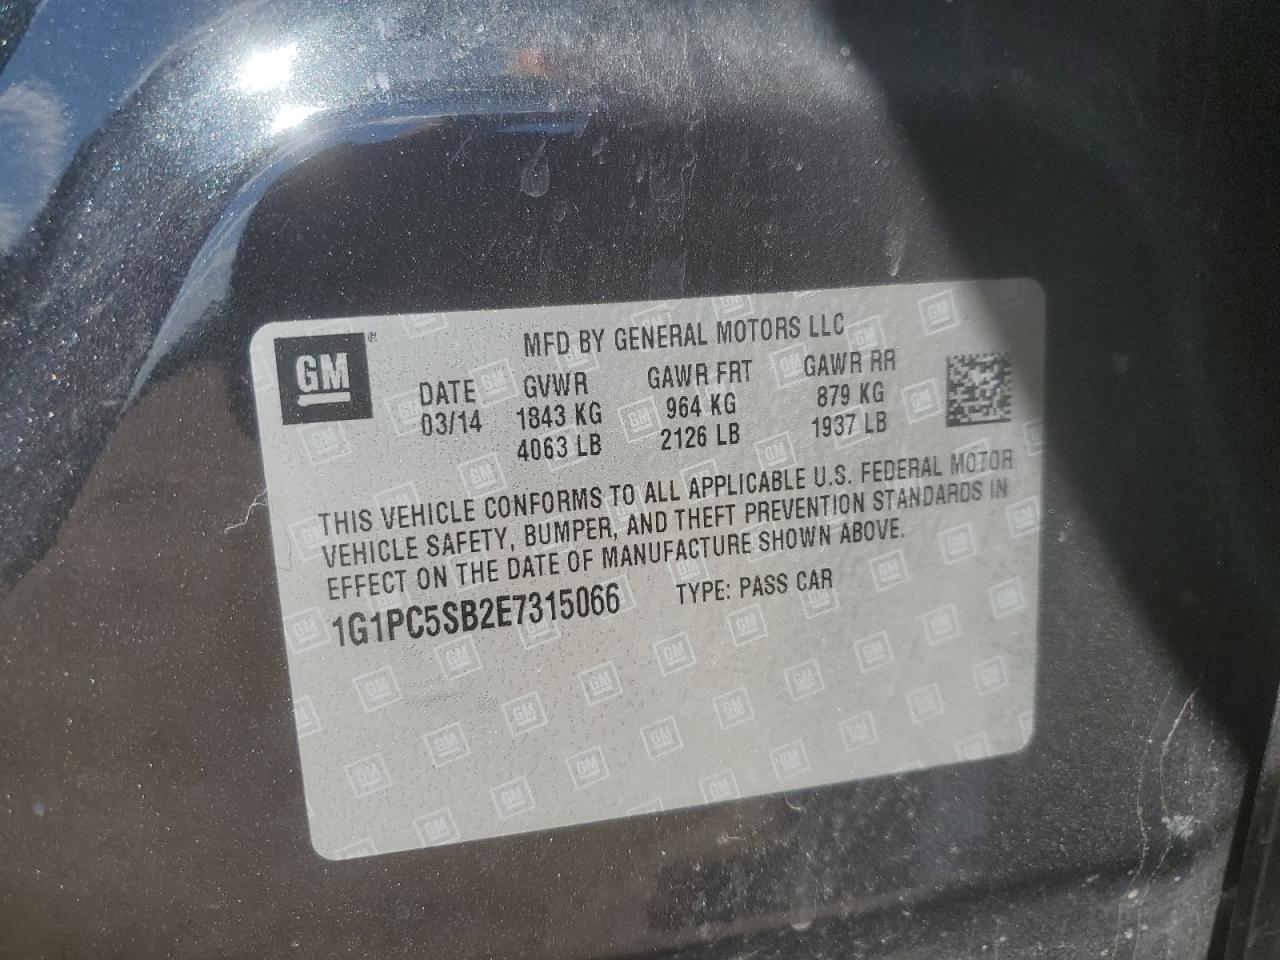 GM
MFD BY GENERAL MOTORS LLC
DATE GVWR GAWR FRT GAWR RR
03/14 1843 KG 964 KG 879 KG
4063 LB 2126 LB 1937 LB
THIS VEHICLE CONFORMS TO ALL APPLICABLE U.S. FEDERAL MOTOR
VEHICLE SAFETY, BUMPER, AND THEFT PREVENTION STANDARDS IN
EFFECT ON THE DATE OF MANUFACTURE SHOWN ABOVE.
1G1PC5SB2E7315066 TYPE: PASS CAR